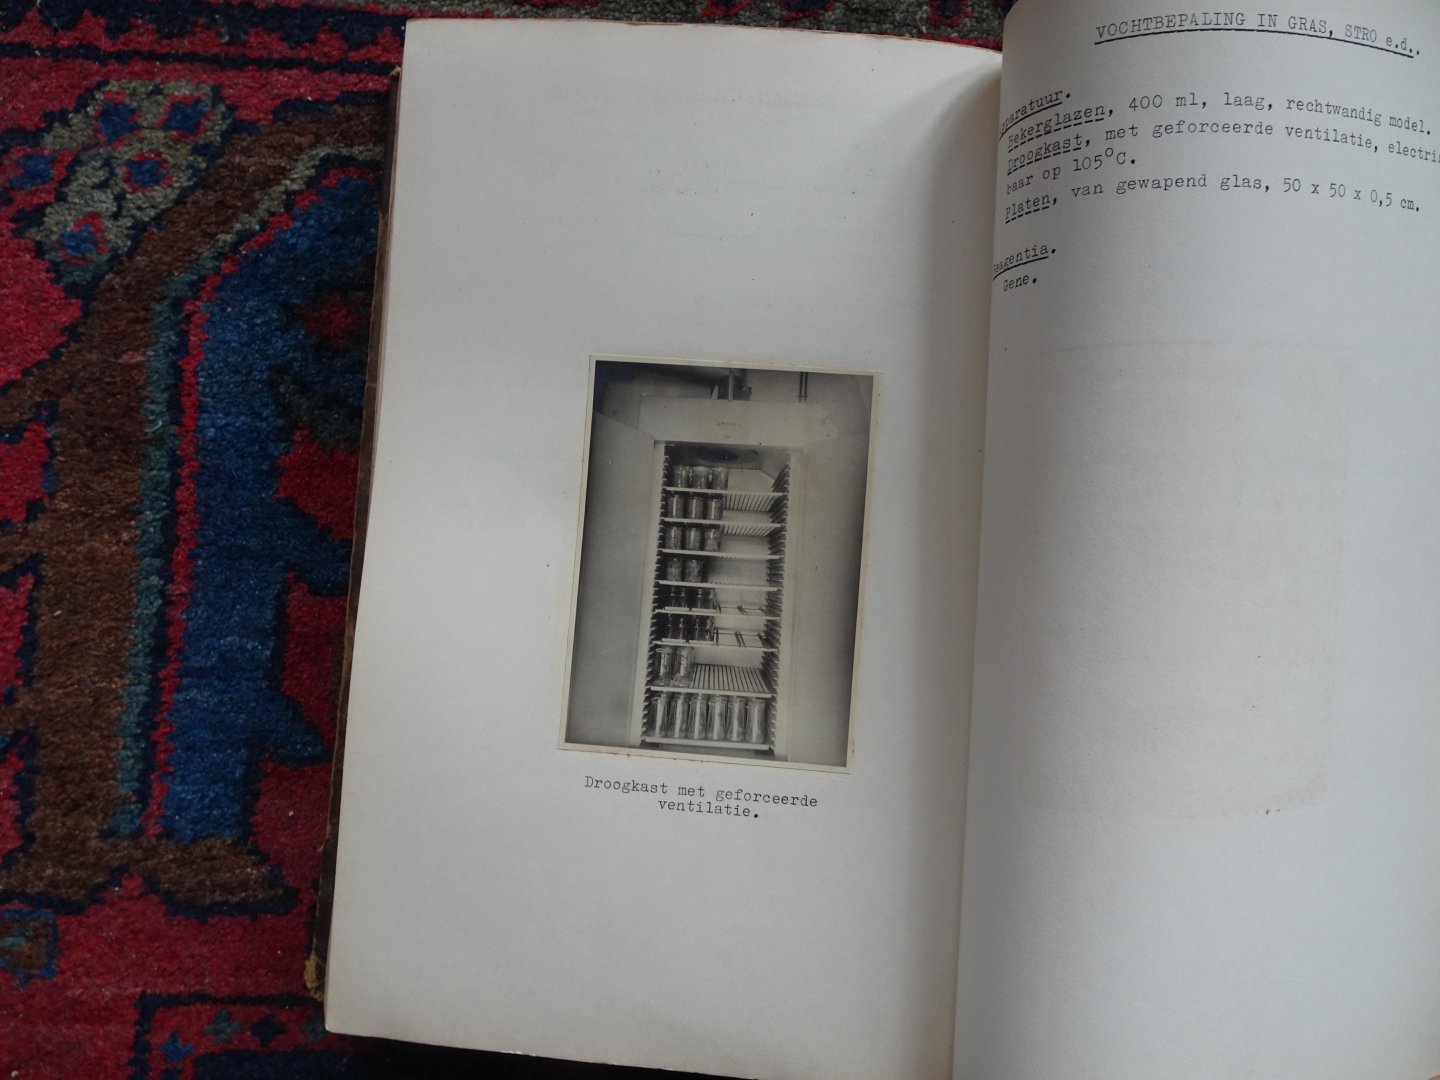 Droogkast met geforceerde
ventilatie.
VOCHTBEPALING IN GRAS, STRO e.d..
Bekerglazen, 400 ml, laag, rechtwandig model.
Droogkast, met geforceerde ventilatie,
baar op 105°C.
Platen, van gewapend glas, 50 x 50 x 0,5 cm.
Gene.